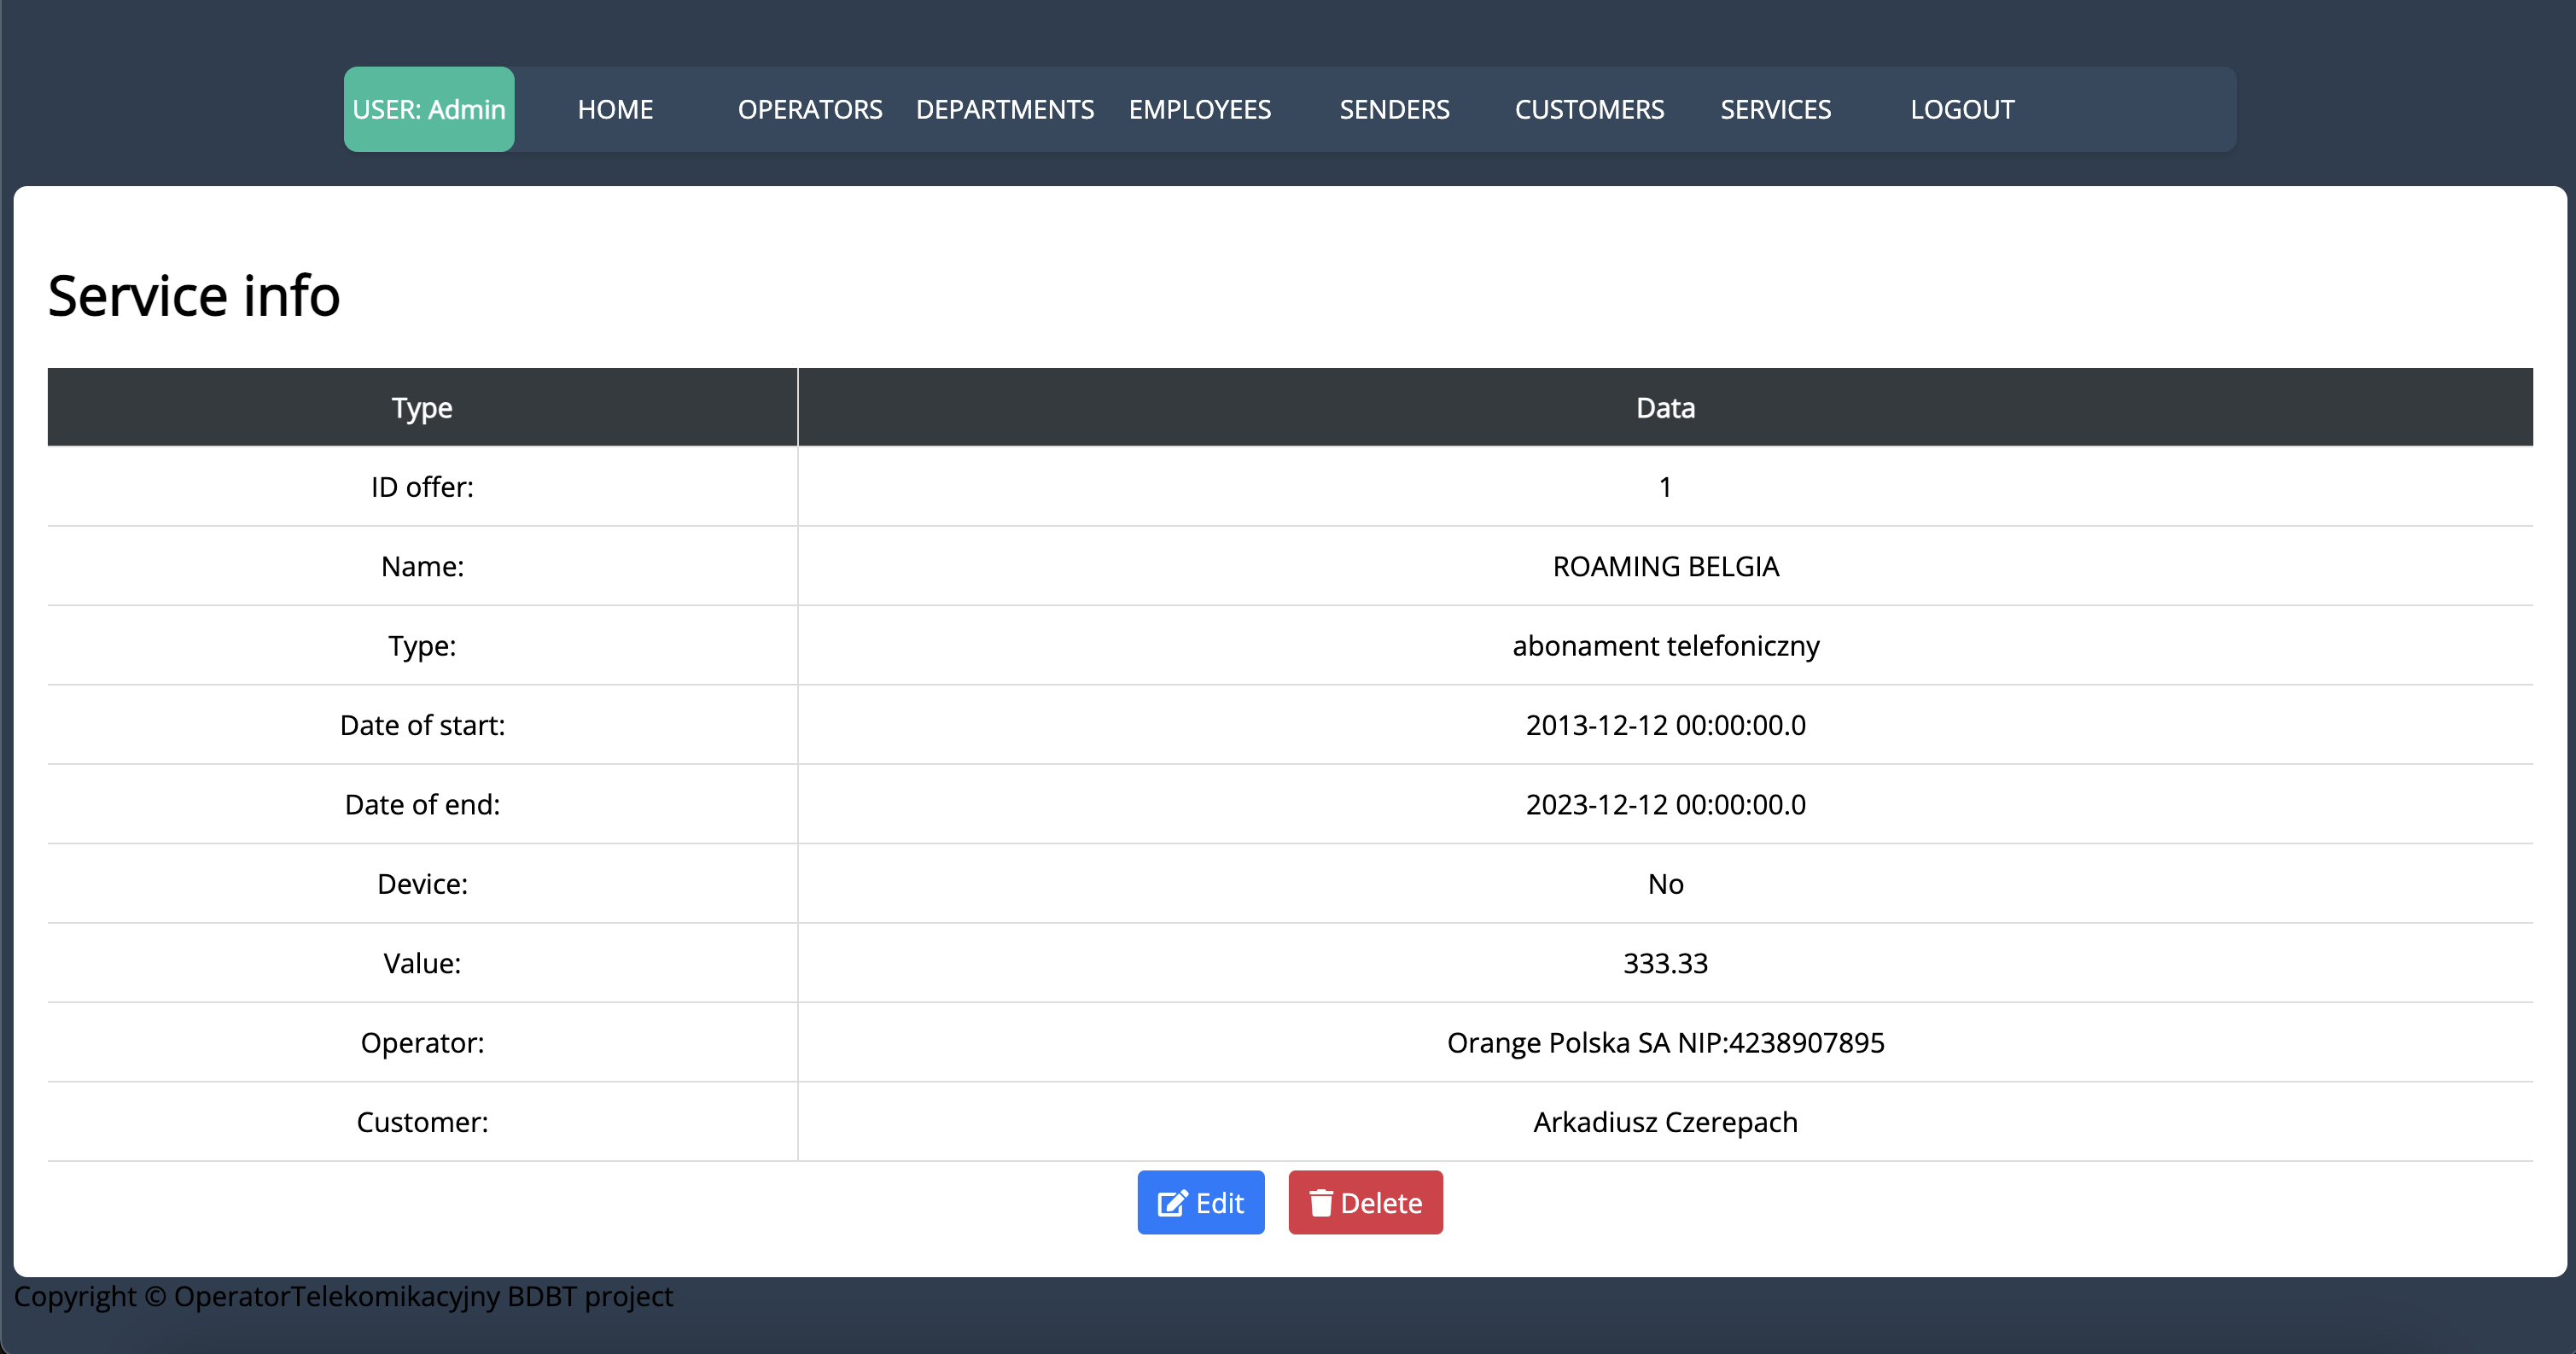 USER: Admin HOME OPERATORS DEPARTMENTS EMPLOYEES SENDERS CUSTOMERS SERVICES LOGOUT
Service info
Type Data
ID offer: 1
Name: ROAMING BELGIA
Type: abonament telefoniczny
Date of start: 2013-12-12 00:00:00.0
Date of end: 2023-12-12 00:00:00.0
Device: No
Value: 333.33
Operator: Orange Polska SA NIP:4238907895
Customer: Arkadiusz Czerepach
Edit Delete
Copyright © OperatorTelekomikacyjny BDBT project